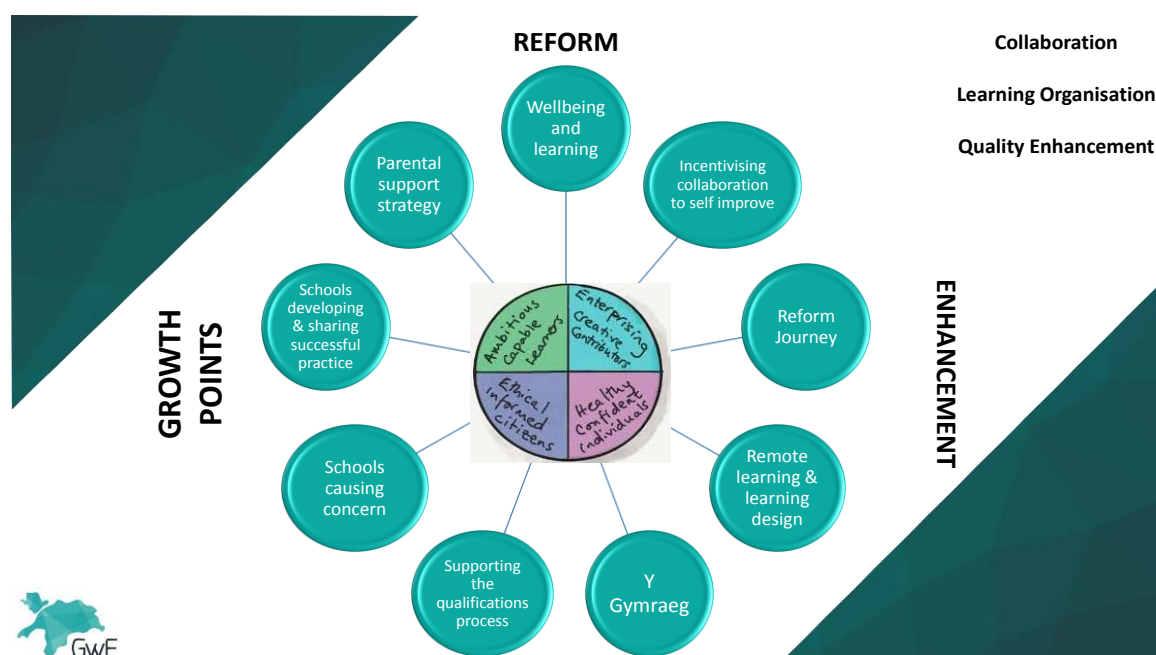 REFORM
Collaboration
Learning Organisation
Quality Enhancement
Wellbeing
and
learning
Incentivising
collaboration
to self improve
Reform
Journey
Remote
learning &
learning
design
Y
Gymraeg
Supporting
the
qualifications
process
Schools
causing
concern
Schools
developing
& sharing
successful
practice
Parental
support
strategy
Ambitious
Capable
Learners
Enterprising
Creative
Contributors
Ethical
Informed
citizens
Healthy
Confident
individuals
GROWTH
POINTS
ENHANCEMENT
GwE